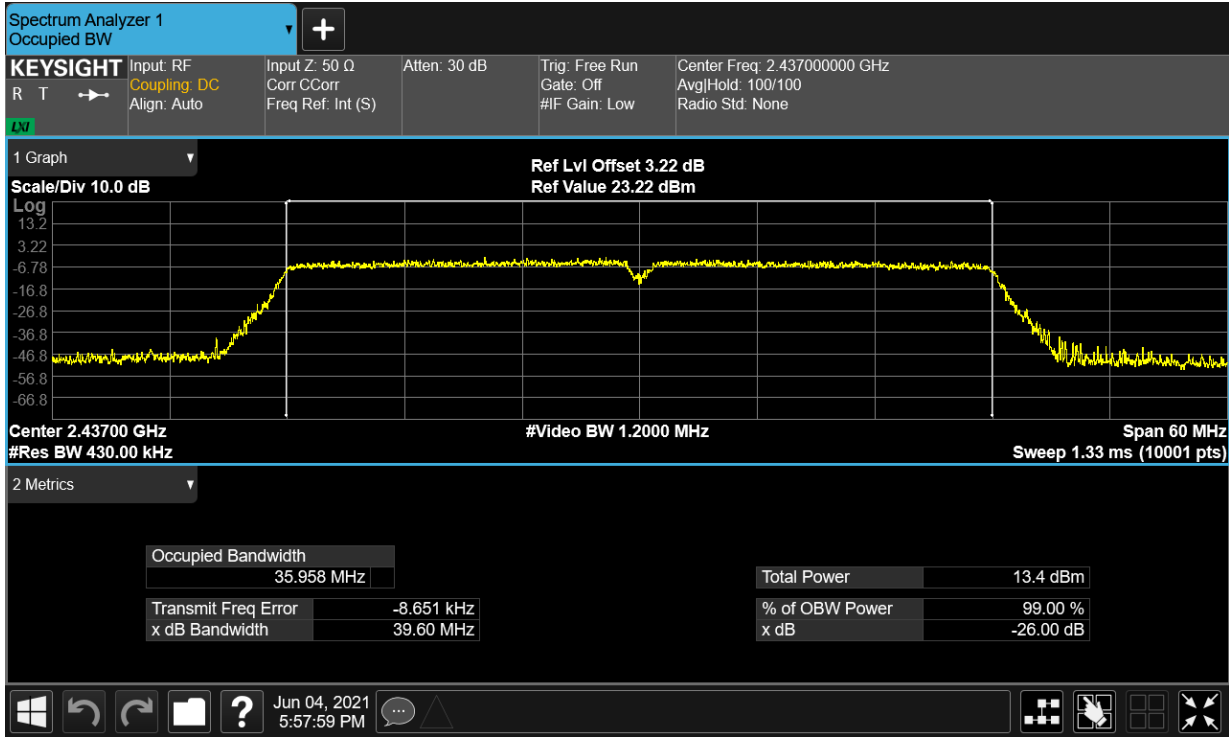 Spectrum Analyzer 1
Occupied BW
KEYSIGHT
R T
LXI
Input: RF
Coupling: DC
Align: Auto
Input Z: 50 Ω
Corr CCorr
Freq Ref: Int (S)
Atten: 30 dB
Trig: Free Run
Gate: Off
#IF Gain: Low
Center Freq: 2.437000000 GHz
Avg|Hold: 100/100
Radio Std: None
1 Graph
Scale/Div 10.0 dB
Ref Lvl Offset 3.22 dB
Ref Value 23.22 dBm
Log
13.2
3.22
-6.78
-16.8
-26.8
-36.8
-46.8
-56.8
-66.8
Center 2.43700 GHz
#Video BW 1.2000 MHz
Span 60 MHz
#Res BW 430.00 kHz
Sweep 1.33 ms (10001 pts)
2 Metrics
Occupied Bandwidth
35.958 MHz
Transmit Freq Error -8.651 kHz
x dB Bandwidth 39.60 MHz
Total Power 13.4 dBm
% of OBW Power 99.00 %
x dB -26.00 dB
?
Jun 04, 2021
5:57:59 PM